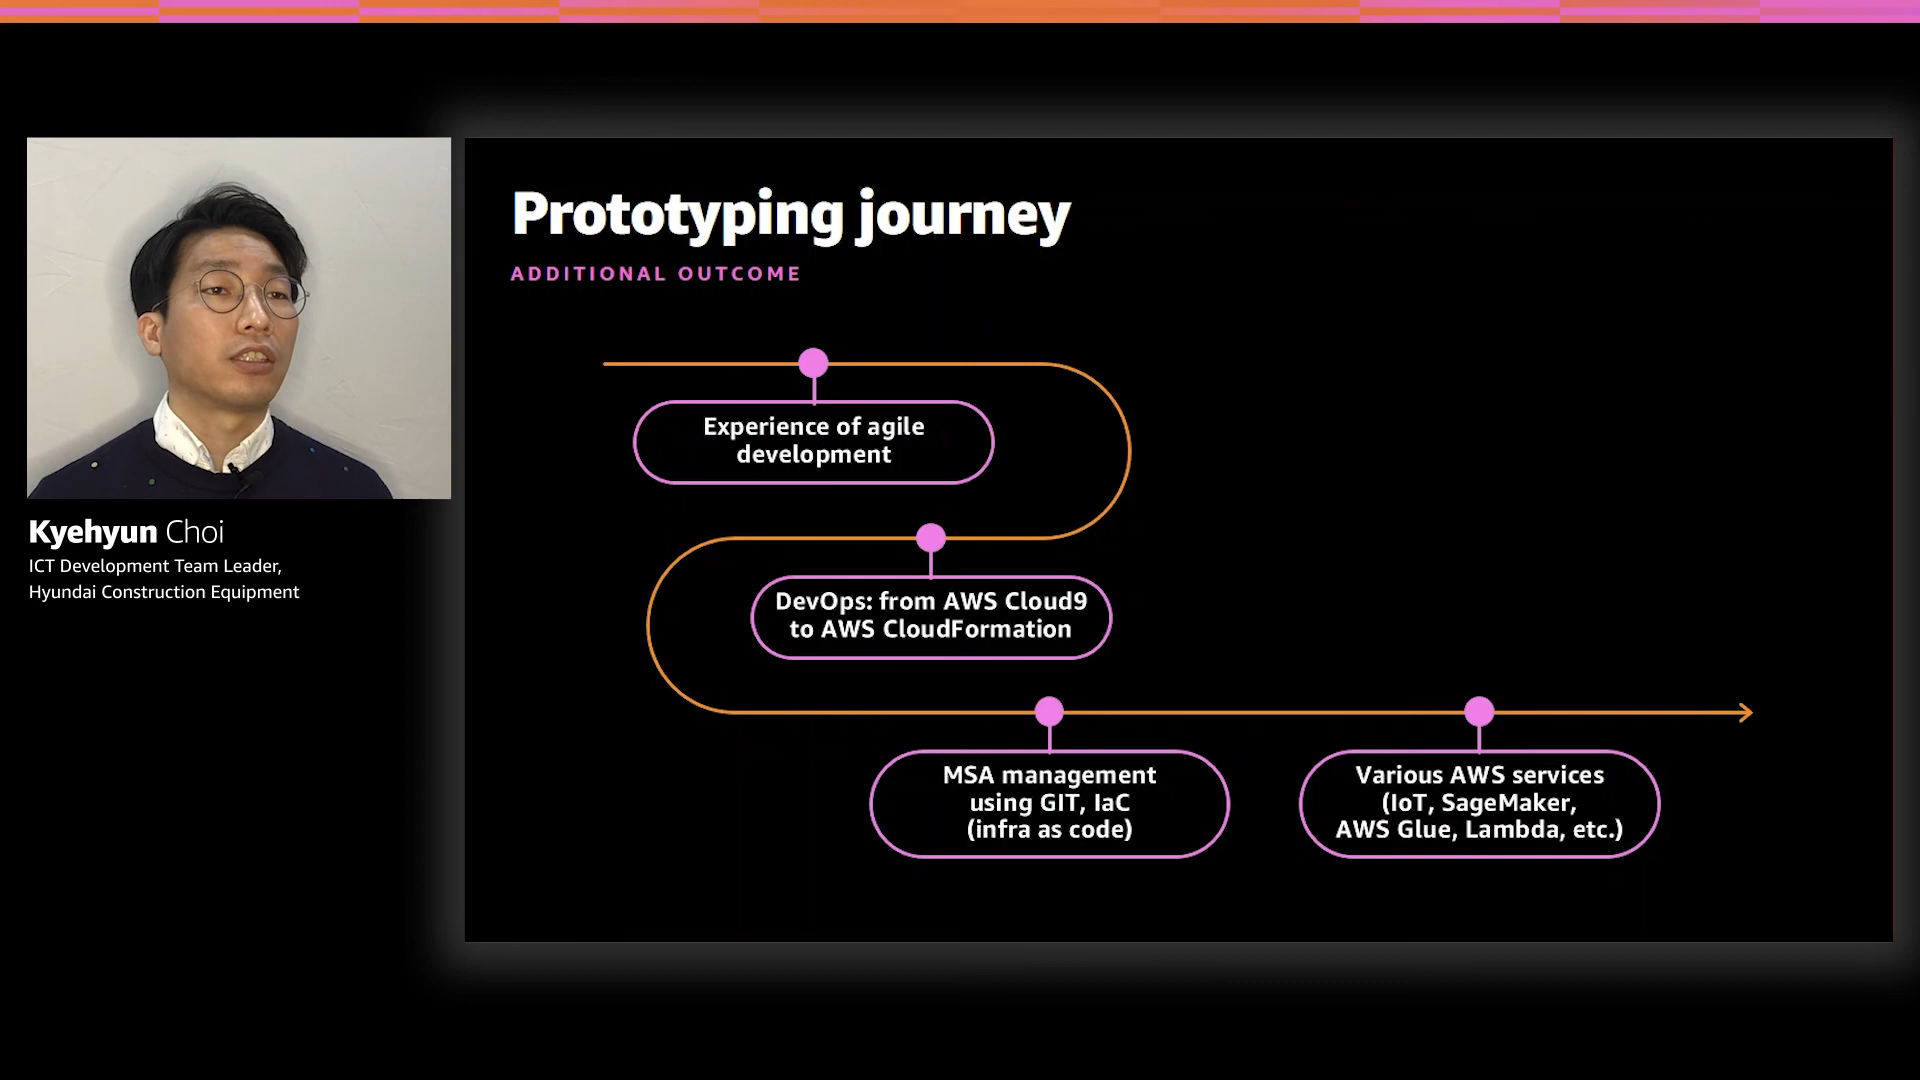 Prototyping journey
ADDITIONAL OUTCOME
Experience of agile
development
Kyehyun Choi
ICT Development Team Leader,
Hyundai Construction Equipment
DevOps: from AWS Cloud9
to AWS CloudFormation
MSA management
using GIT, IaC
(infra as code)
Various AWS services
(IoT, SageMaker,
AWS Glue, Lambda, etc.)